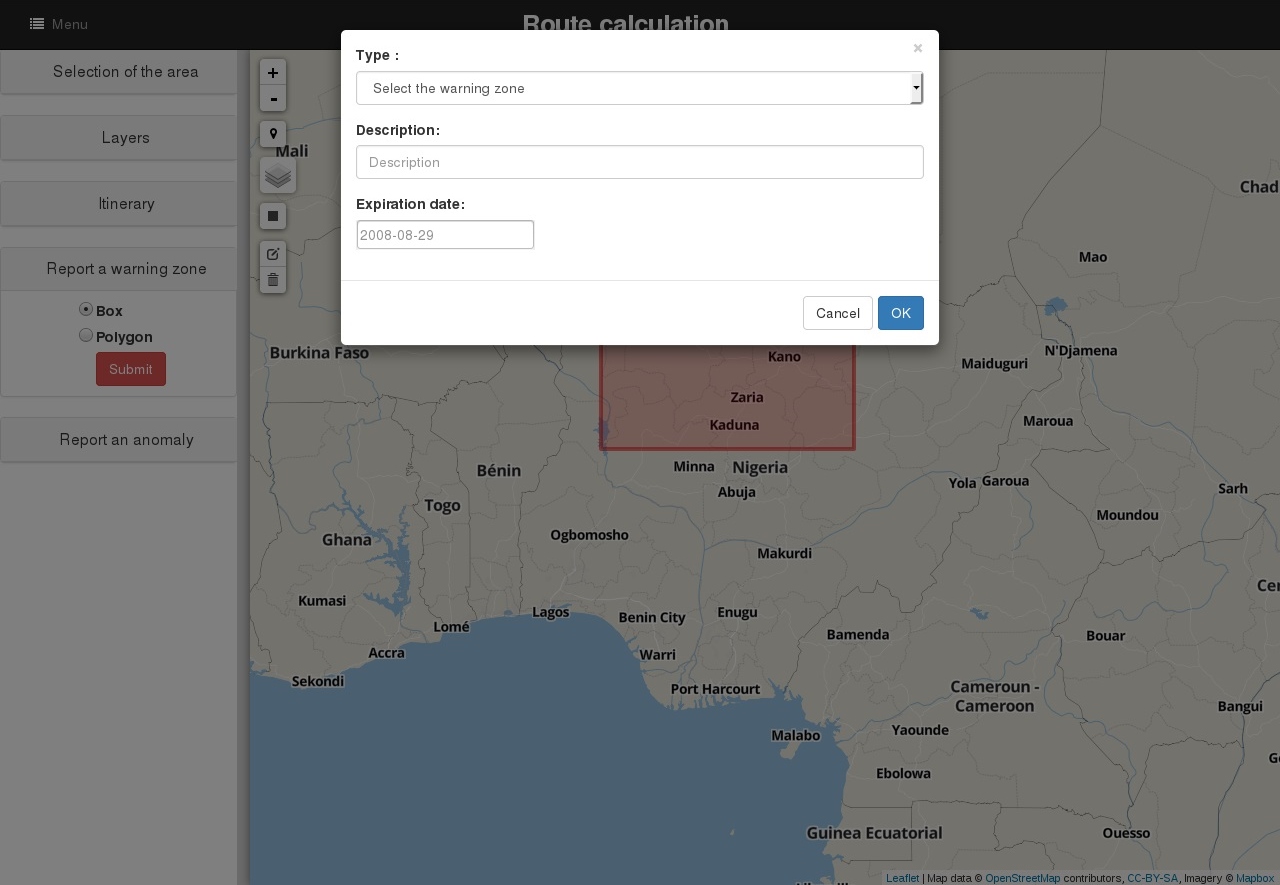 Menu
Route calculation
Selection of the area
Layers
Itinerary
Report a warning zone
Box
Polygon
Submit
Report an anomaly
+
-
×
Type :
Select the warning zone
Description:
Description
Expiration date:
2008-08-29
Cancel
OK
Mali
Chad
Mao
Burkina Faso
Kano
N'Djamena
Maiduguri
Zaria
Kaduna
Maroua
Bénin
Minna
Nigeria
Yola
Garoua
Abuja
Sarh
Togo
Moundou
Ghana
Ogbomosho
Makurdi
Kumasi
Lagos
Benin City
Enugu
Lomé
Bamenda
Bouar
Accra
Warri
Sekondi
Port Harcourt
Cameroun -
Cameroon
Bangui
Malabo
Yaounde
Ebolowa
Guinea Ecuatorial
Ouesso
Leaflet | Map data © OpenStreetMap contributors, CC-BY-SA, Imagery © Mapbox